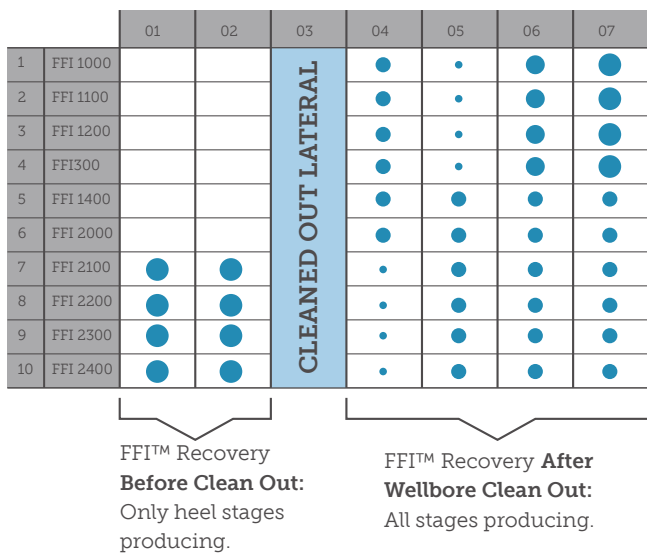 01 02 03 04 05 06 07
1 FFI 1000
2 FFI 1100
3 FFI 1200
4 FFI300
5 FFI 1400
6 FFI 2000
7 FFI 2100
8 FFI 2200
9 FFI 2300
10 FFI 2400
CLEANED OUT LATERAL
FFI™ Recovery
Before Clean Out:
Only heel stages
producing.
FFI™ Recovery After
Wellbore Clean Out:
All stages producing.